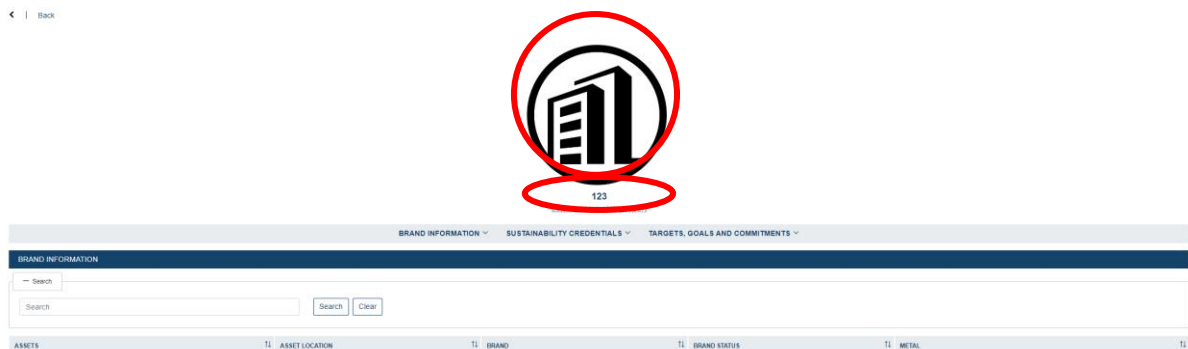 Back
123
BRAND INFORMATION SUSTAINABILITY CREDENTIALS TARGETS, GOALS AND COMMITMENTS
BRAND INFORMATION
Search
Search Search Clear
ASSETS ASSET LOCATION BRAND BRAND STATUS METAL